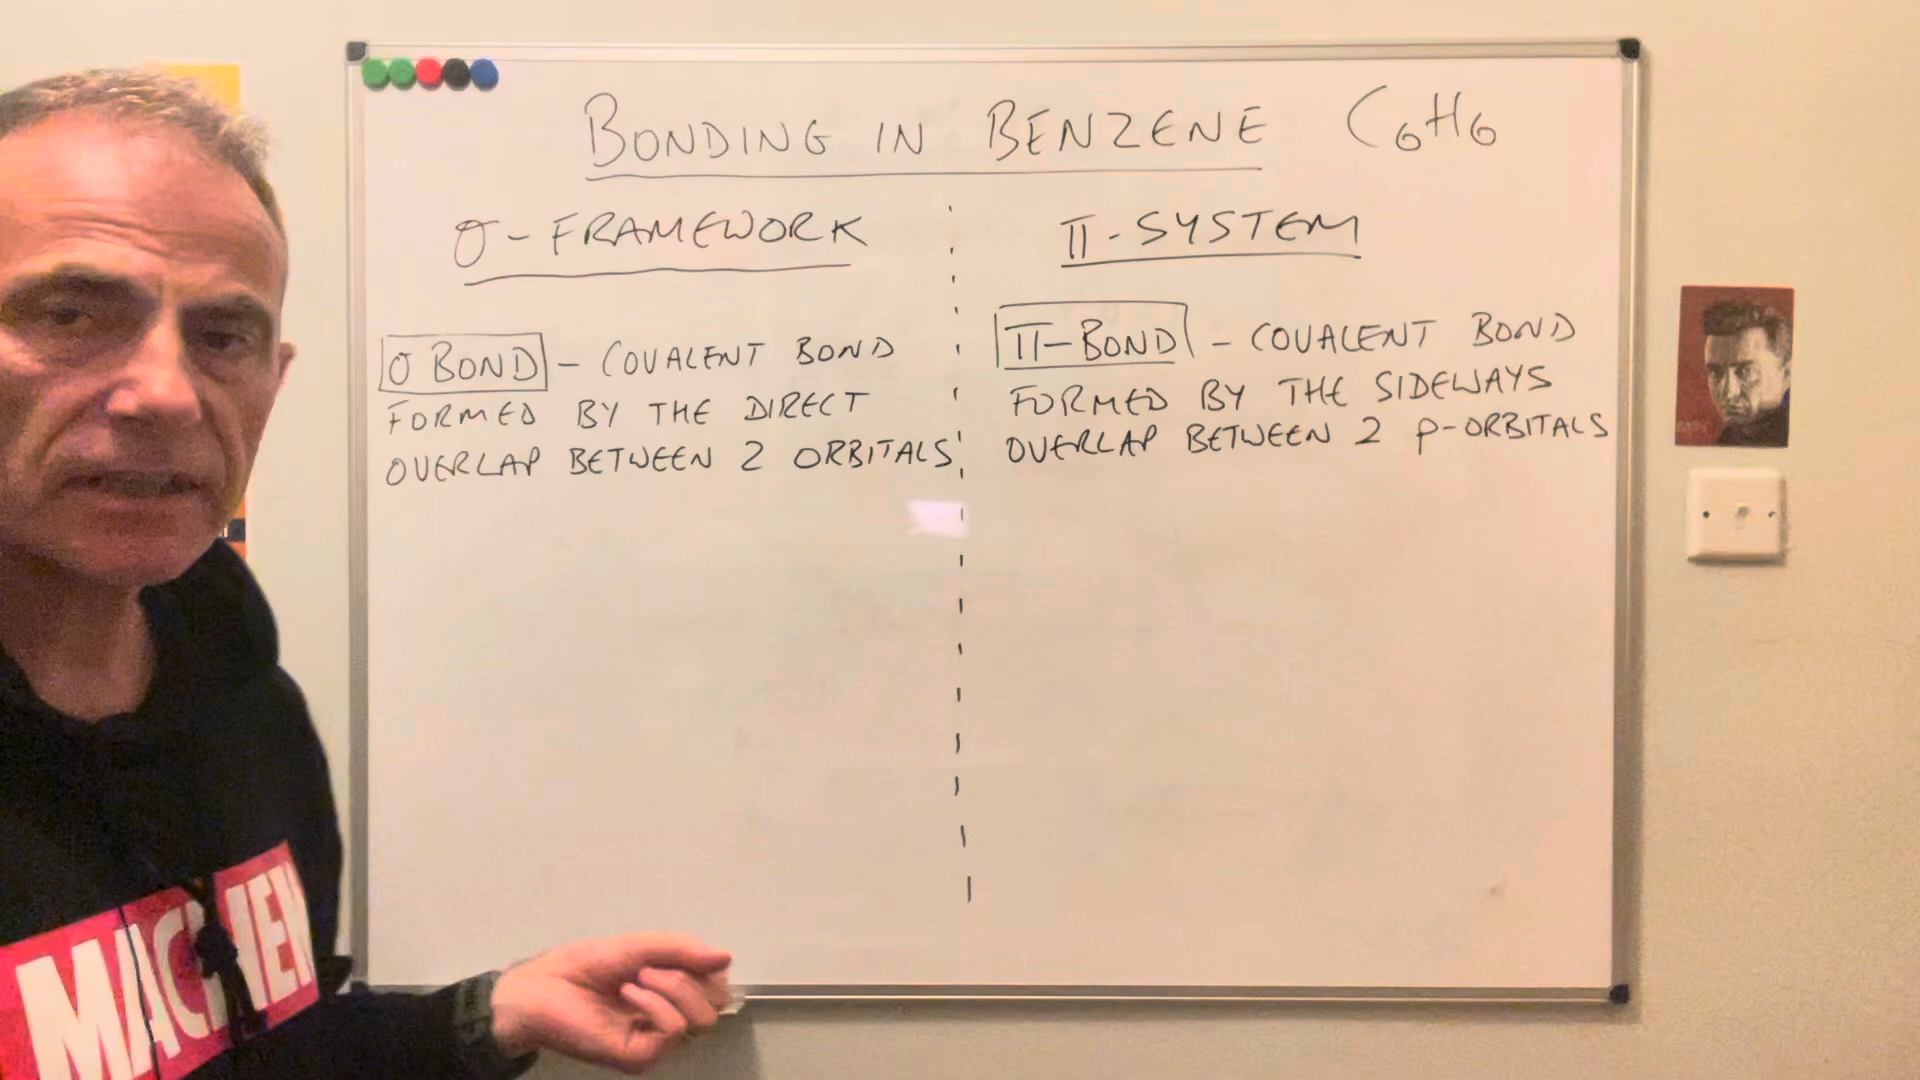 BONDING IN BENZENE C6H6
σ-FRAMEWORK
π-SYSTEM
σ BOND - COVALENT BOND
FORMED BY THE DIRECT
OVERLAP BETWEEN 2 ORBITALS
π-BOND - COVALENT BOND
FORMED BY THE SIDEWAYS
OVERLAP BETWEEN 2 p-ORBITALS